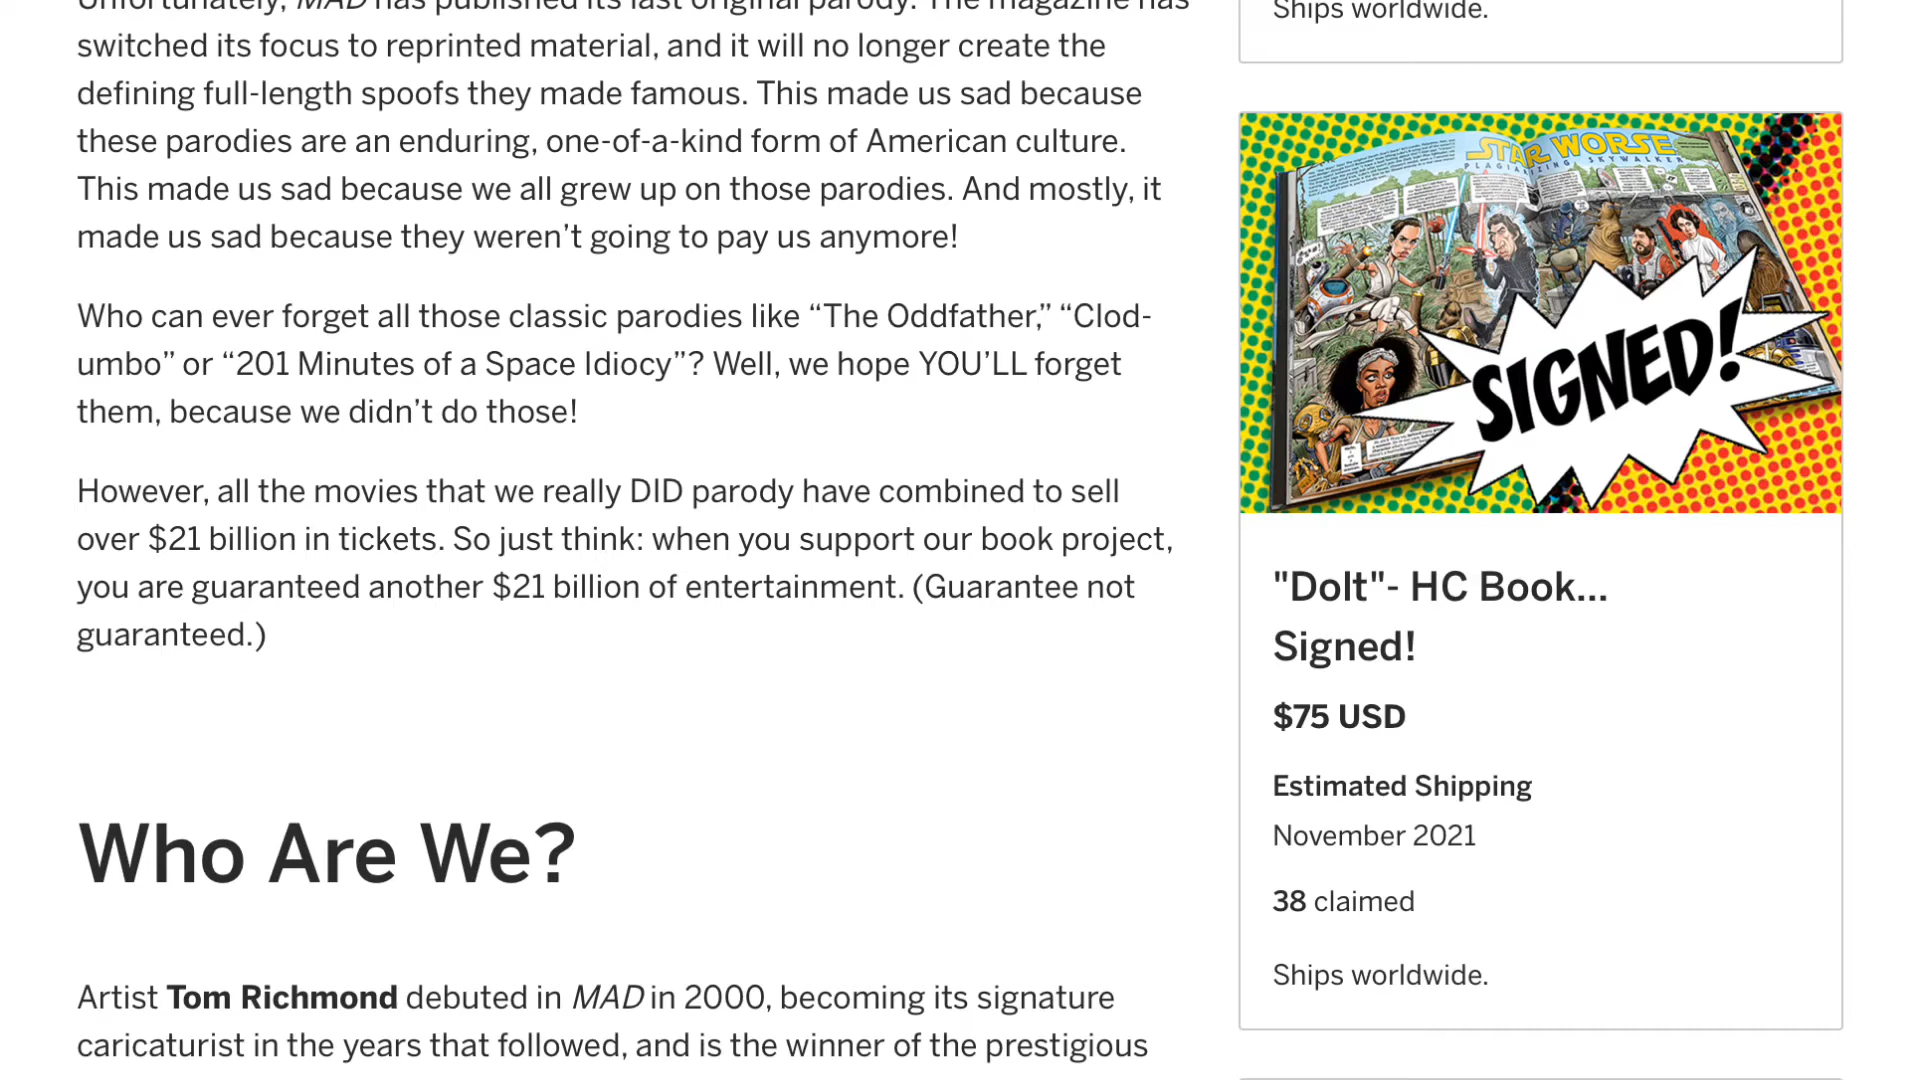 Unfortunately, MAD has published its last original parody. The magazine has
switched its focus to reprinted material, and it will no longer create the
defining full-length spoofs they made famous. This made us sad because
these parodies are an enduring, one-of-a-kind form of American culture.
This made us sad because we all grew up on those parodies. And mostly, it
made us sad because they weren’t going to pay us anymore!
Who can ever forget all those classic parodies like “The Oddfather,” “Clod-
umbo” or “201 Minutes of a Space Idiocy”? Well, we hope YOU’LL forget
them, because we didn’t do those!
However, all the movies that we really DID parody have combined to sell
over $21 billion in tickets. So just think: when you support our book project,
you are guaranteed another $21 billion of entertainment. (Guarantee not
guaranteed.)
Who Are We?
Artist Tom Richmond debuted in MAD in 2000, becoming its signature
caricaturist in the years that followed, and is the winner of the prestigious
Ships worldwide.
STAR WORSE
PLAGIARIZING SKYWALKER
SIGNED!
"DoIt"- HC Book...
Signed!
$75 USD
Estimated Shipping
November 2021
38 claimed
Ships worldwide.